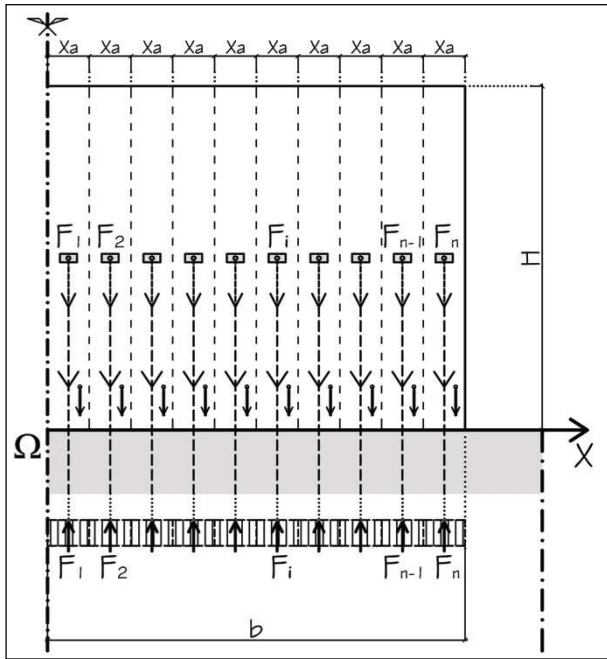 Xa Xa Xa Xa Xa Xa Xa Xa Xa Xa
F₁ F₂ Fᵢ Fₙ₋₁ Fₙ
H
Ω X
F₁ F₂ Fᵢ Fₙ₋₁ Fₙ
b